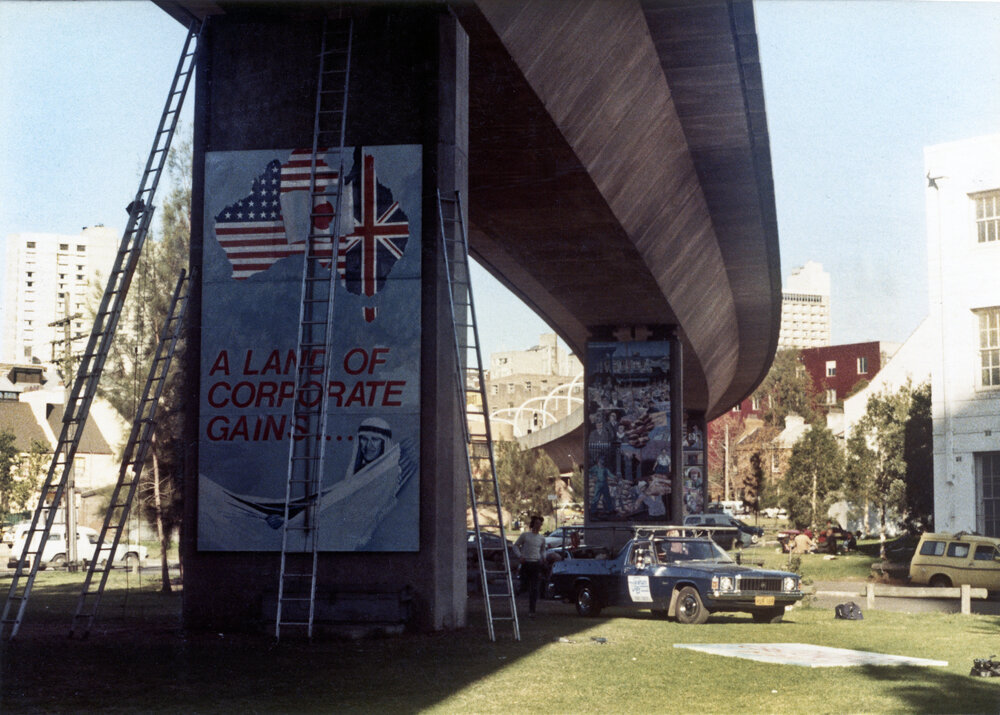 A LAND OF
CORPORATE
GAINS....